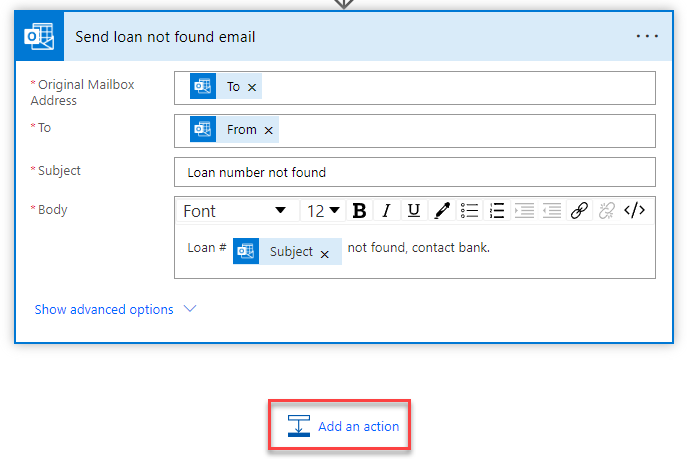 Send loan not found email
...
*Original Mailbox
Address
To ×
*To
From ×
*Subject
Loan number not found
*Body
Font 12 B I U </>
Loan # Subject × not found, contact bank.
Show advanced options
Add an action